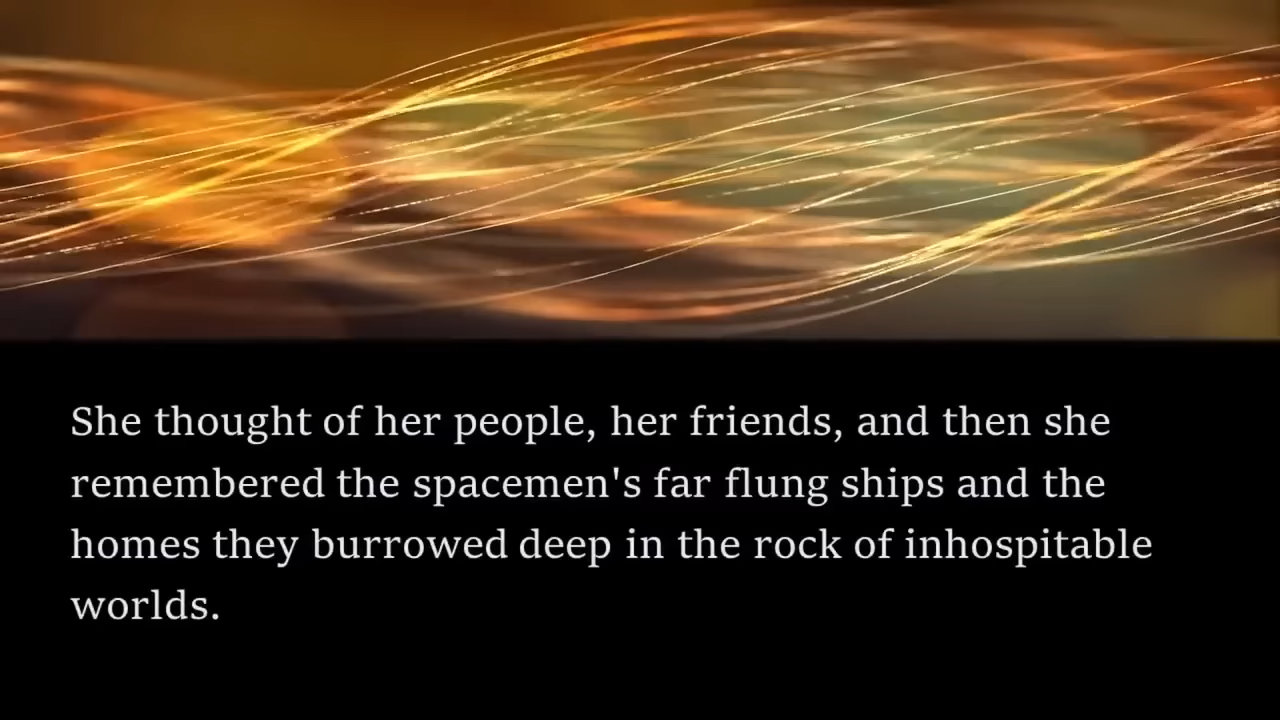 She thought of her people, her friends, and then she
remembered the spacemen's far flung ships and the
homes they burrowed deep in the rock of inhospitable
worlds.